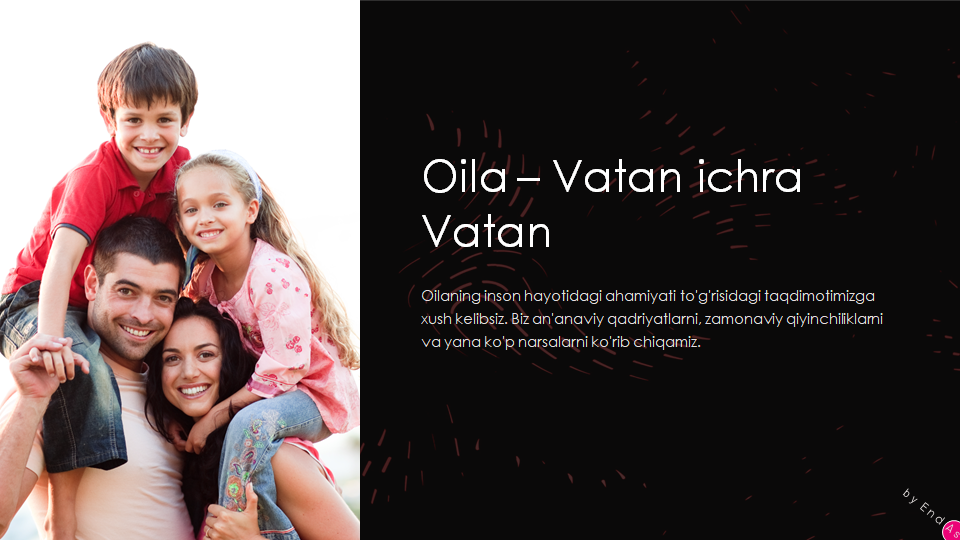 Oila – Vatan ichra
Vatan
Oilaning inson hayotidagi ahamiyati to'g'risidagi taqdimotimizga
xush kelibsiz. Biz an'anaviy qadriyatlarni, zamonaviy qiyinchiliklarni
va yana ko'p narsalarni ko'rib chiqamiz.
by End
As